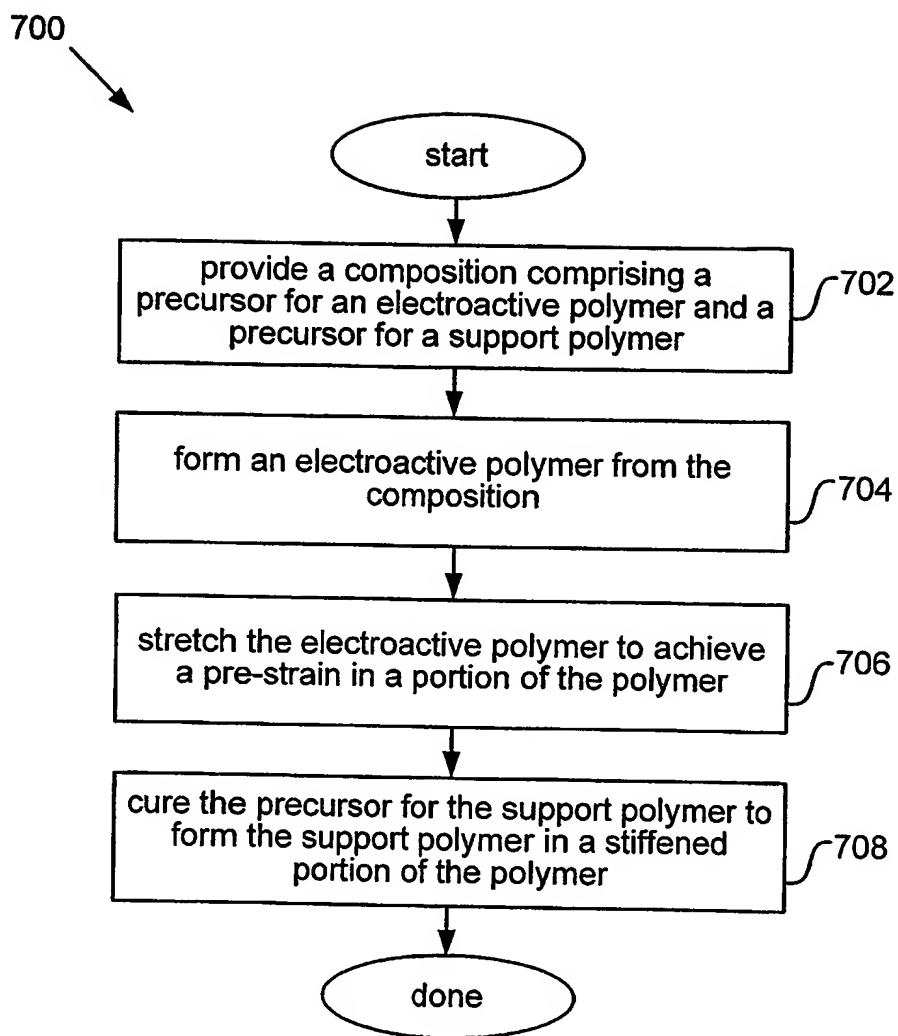 700
start
provide a composition comprising a
precursor for an electroactive polymer and a
precursor for a support polymer
702
form an electroactive polymer from the
composition
704
stretch the electroactive polymer to achieve
a pre-strain in a portion of the polymer
706
cure the precursor for the support polymer to
form the support polymer in a stiffened
portion of the polymer
708
done